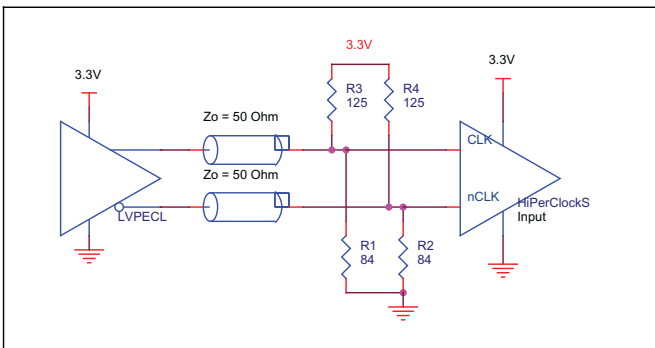 3.3V
3.3V
3.3V
R3
125
R4
125
Zo = 50 Ohm
CLK
Zo = 50 Ohm
nCLK
HiPerClockS
Input
LVPECL
R1
84
R2
84